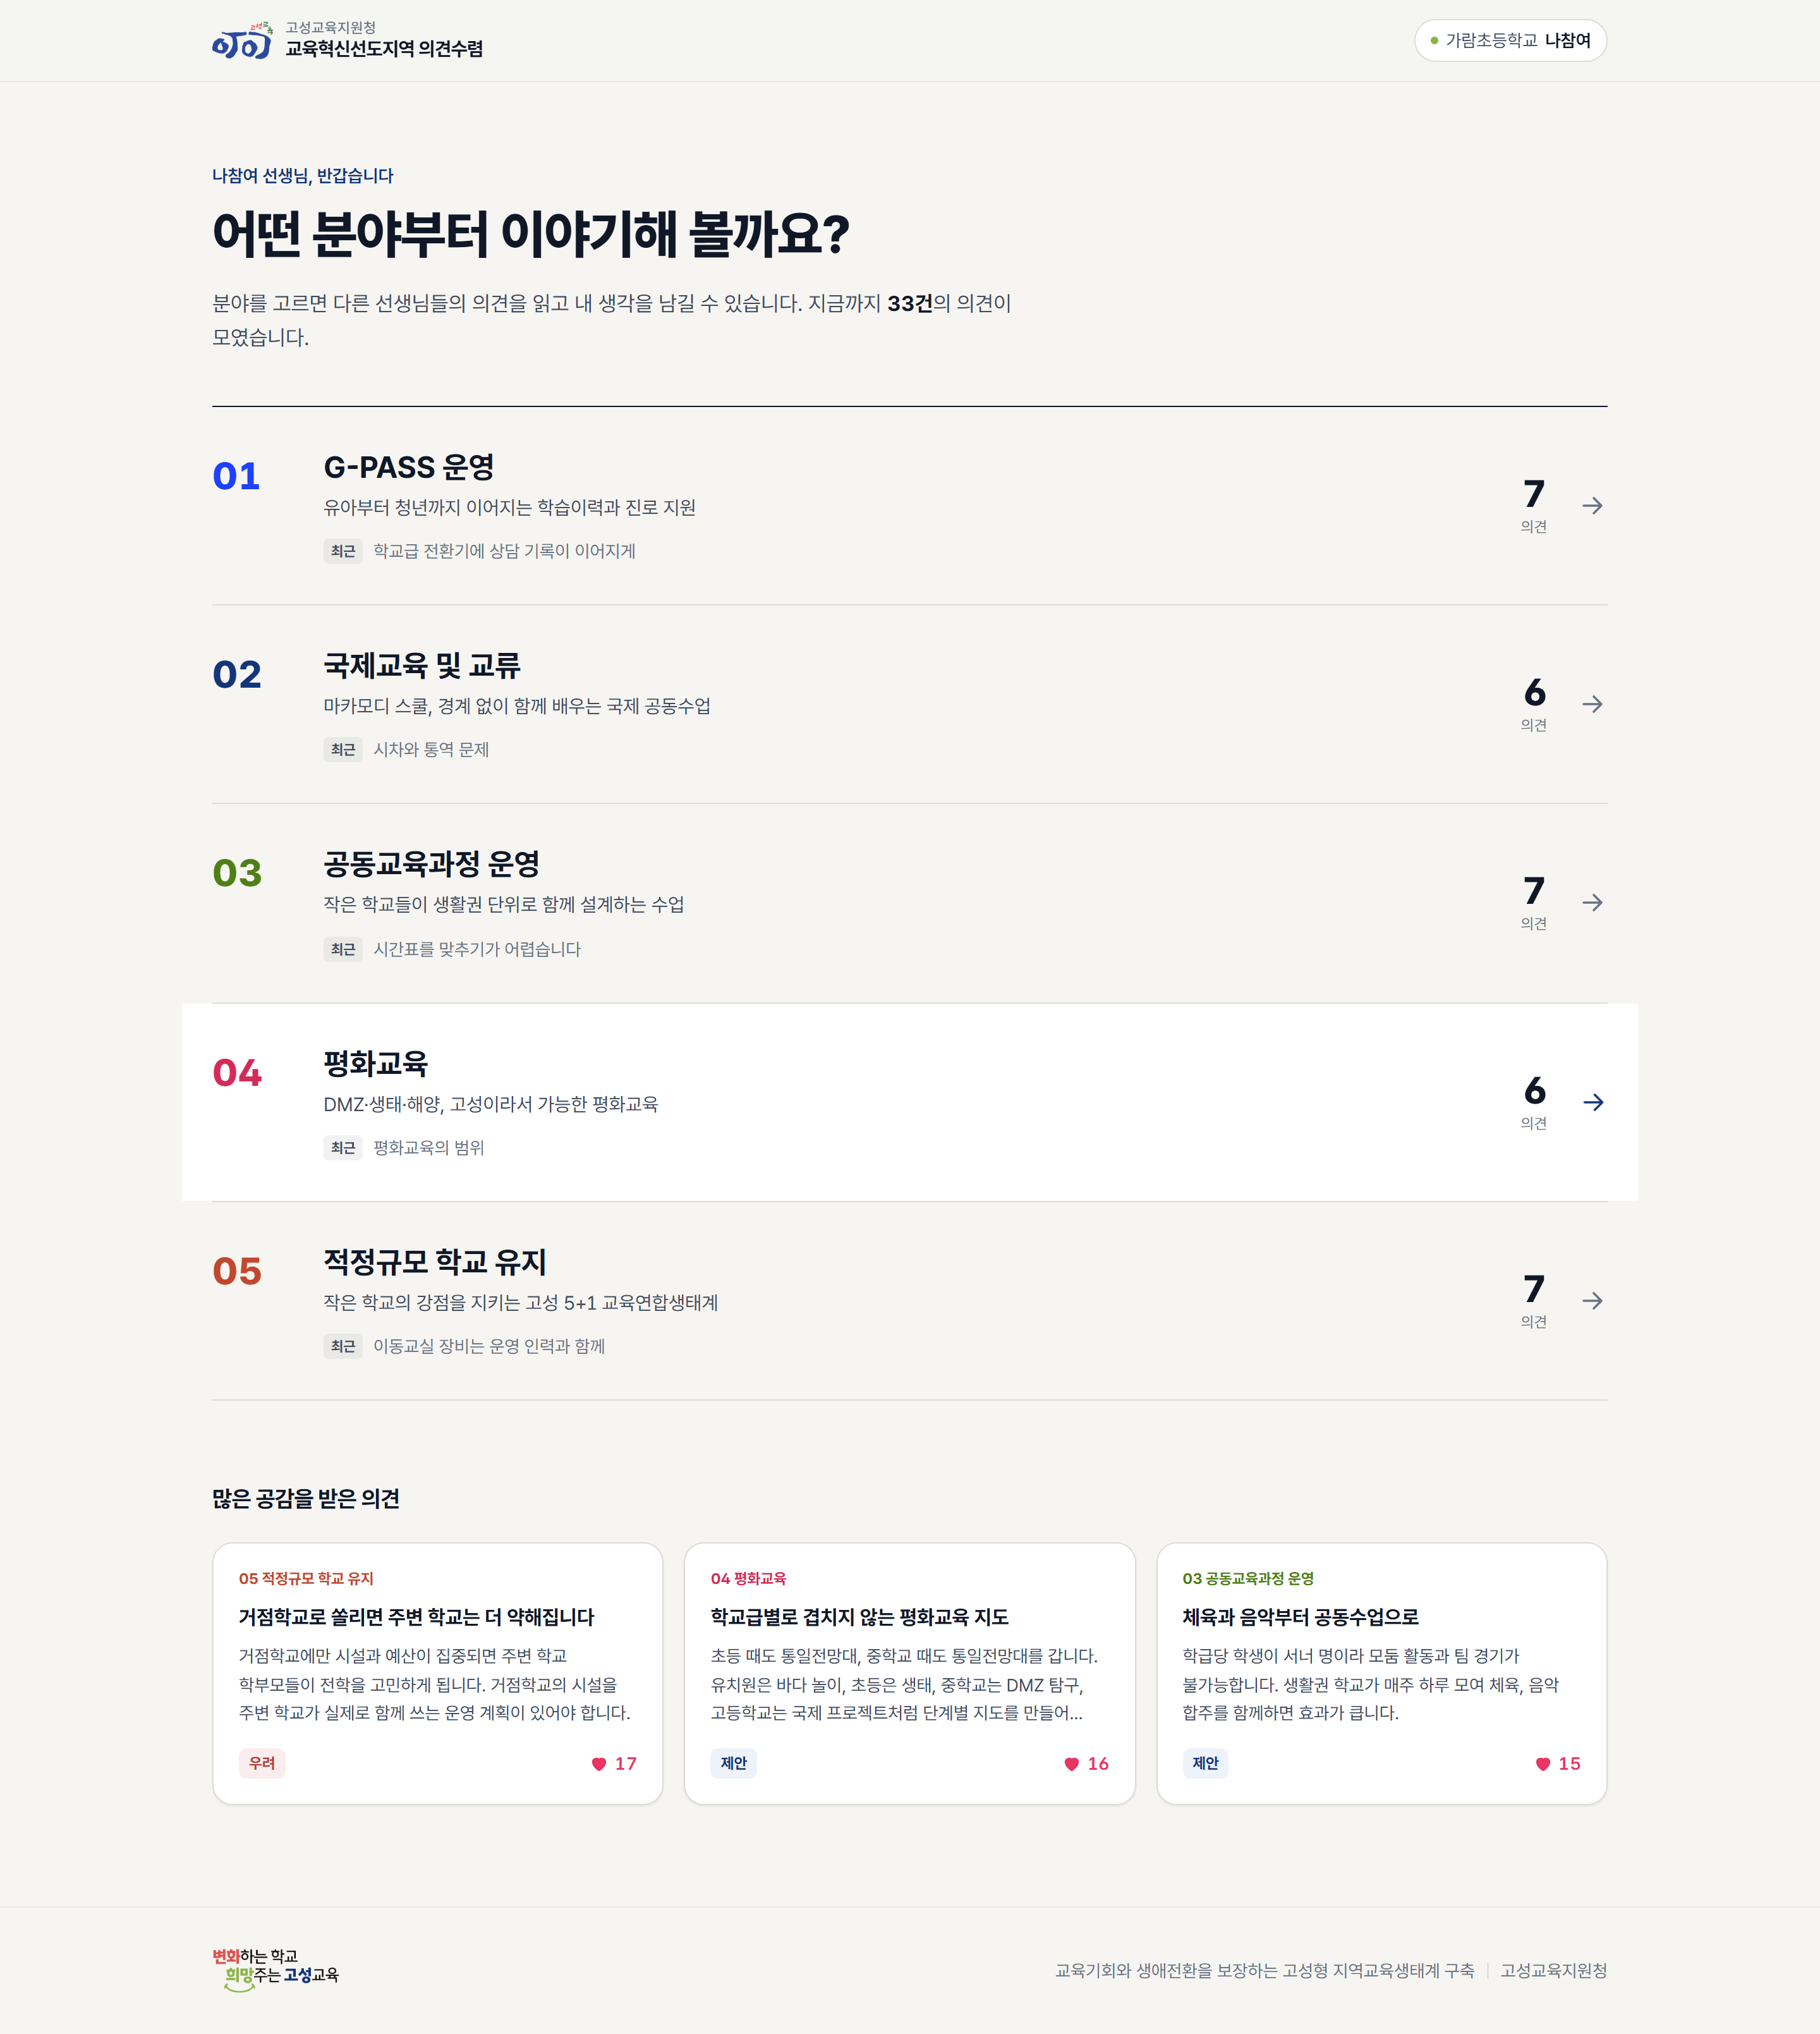 고성교육
아이
고성교육지원청
교육혁신선도지역 의견수렴
가람초등학교 나참여
나참여 선생님, 반갑습니다
어떤 분야부터 이야기해 볼까요?
분야를 고르면 다른 선생님들의 의견을 읽고 내 생각을 남길 수 있습니다. 지금까지 33건의 의견이
모였습니다.
01
G-PASS 운영
유아부터 청년까지 이어지는 학습이력과 진로 지원
최근 학교급 전환기에 상담 기록이 이어지게
7
의견
02
국제교육 및 교류
마카모디 스쿨, 경계 없이 함께 배우는 국제 공동수업
최근 시차와 통역 문제
6
의견
03
공동교육과정 운영
작은 학교들이 생활권 단위로 함께 설계하는 수업
최근 시간표를 맞추기가 어렵습니다
7
의견
04
평화교육
DMZ·생태·해양, 고성이라서 가능한 평화교육
최근 평화교육의 범위
6
의견
05
적정규모 학교 유지
작은 학교의 강점을 지키는 고성 5+1 교육연합생태계
최근 이동교실 장비는 운영 인력과 함께
7
의견
많은 공감을 받은 의견
05 적정규모 학교 유지
거점학교로 쏠리면 주변 학교는 더 약해집니다
거점학교에만 시설과 예산이 집중되면 주변 학교
학부모들이 전학을 고민하게 됩니다. 거점학교의 시설을
주변 학교가 실제로 함께 쓰는 운영 계획이 있어야 합니다.
우려 17
04 평화교육
학교급별로 겹치지 않는 평화교육 지도
초등 때도 통일전망대, 중학교 때도 통일전망대를 갑니다.
유치원은 바다 놀이, 초등은 생태, 중학교는 DMZ 탐구,
고등학교는 국제 프로젝트처럼 단계별 지도를 만들어...
제안 16
03 공동교육과정 운영
체육과 음악부터 공동수업으로
학급당 학생이 서너 명이라 모둠 활동과 팀 경기가
불가능합니다. 생활권 학교가 매주 하루 모여 체육, 음악
합주를 함께하면 효과가 큽니다.
제안 15
변화하는 학교
희망주는 고성교육
교육기회와 생애전환을 보장하는 고성형 지역교육생태계 구축 | 고성교육지원청